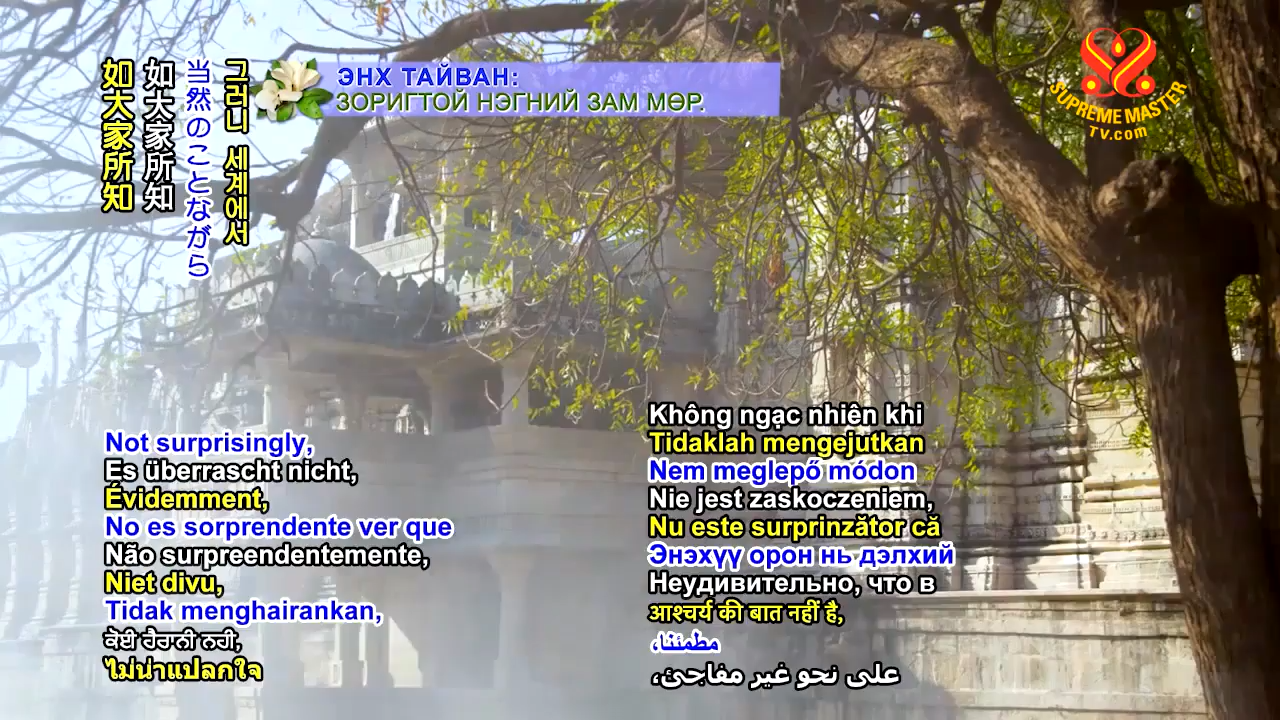 ЭНХ ТАЙВАН:
ЗОРИГТОЙ НЭГНИЙ ЗАМ МӨР.
SUPREME MASTER
TV.com
그러니 세계에서
当然のことながら
如大家所知
如大家所知
Not surprisingly,
Es überrascht nicht,
Évidemment,
No es sorprendente ver que
Não surpreendentemente,
Niet divu,
Tidak menghairankan,
ਕੋਈ ਹੈਰਾਨੀ ਨਹੀ,
ไม่น่าแปลกใจ
Không ngạc nhiên khi
Tidaklah mengejutkan
Nem meglepő módon
Nie jest zaskoczeniem,
Nu este surprinzător că
Энэхүү орон нь дэлхий
Неудивительно, что в
आश्चर्य की बात नहीं है,
مطمئنا،
على نحو غير مفاجئ،